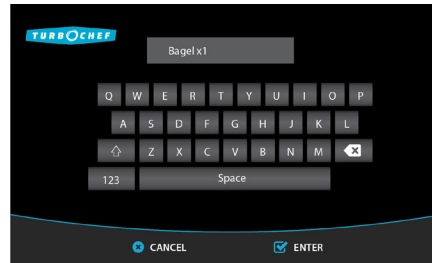 TURBOCHEF
Bagel x1
Q W E R T Y U I O P
A S D F G H J K L
Z X C V B N M
123 Space
CANCEL ENTER